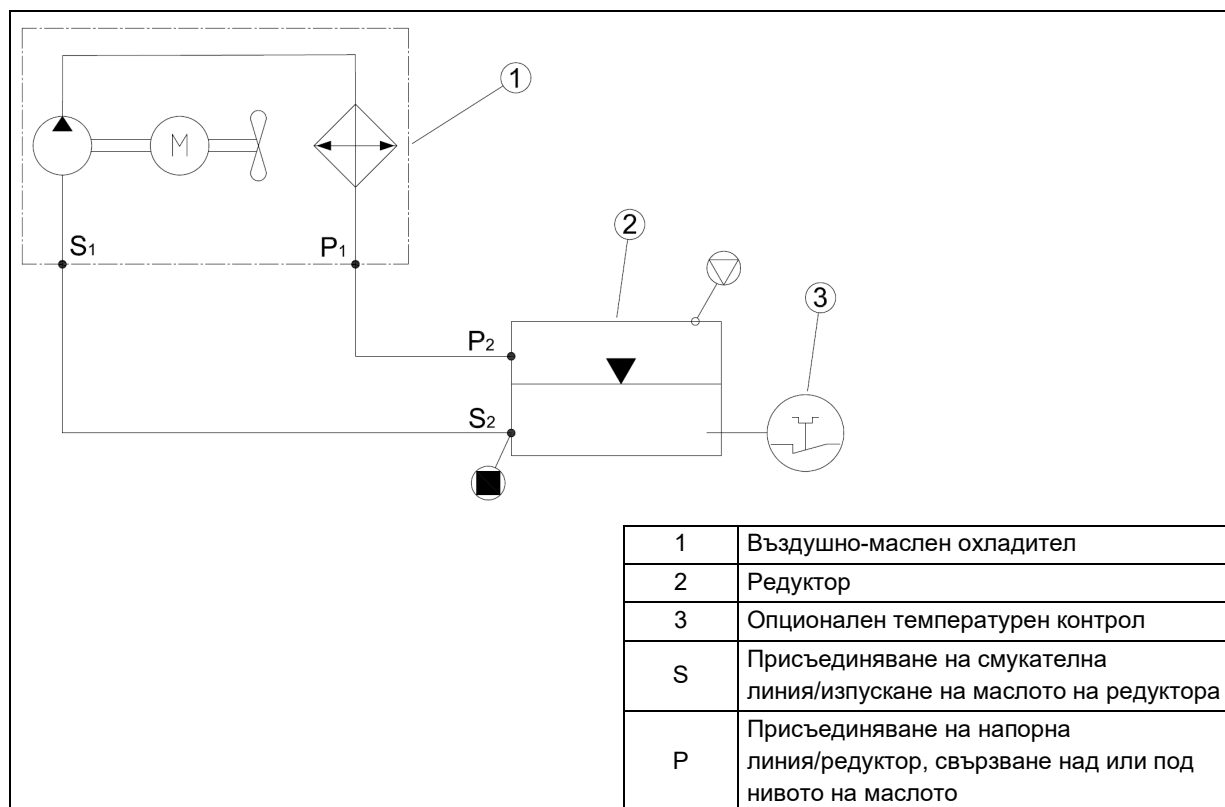 1
M
S1
P1
2
3
P2
S2
1 Въздушно-маслен охладител
2 Редуктор
3 Опционален температурен контрол
S Присъединяване на смукателна
линия/изпускане на маслото на редуктора
P Присъединяване на напорна
линия/редуктор, свързване над или под
нивото на маслото